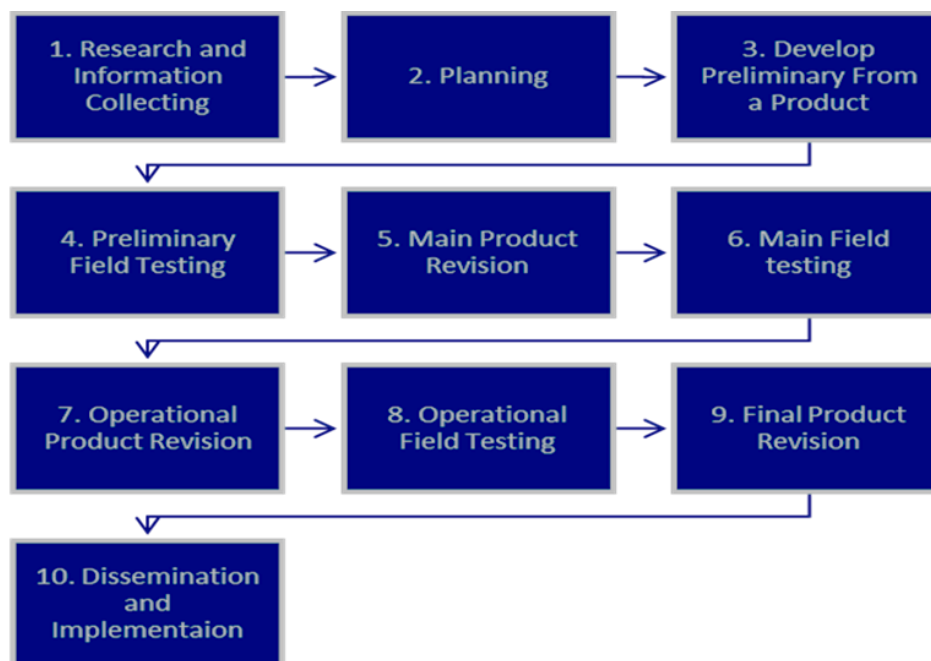 1. Research and
Information
Collecting
2. Planning
3. Develop
Preliminary From
a Product
4. Preliminary
Field Testing
5. Main Product
Revision
6. Main Field
testing
7. Operational
Product Revision
8. Operational
Field Testing
9. Final Product
Revision
10. Dissemination
and
Implementaion